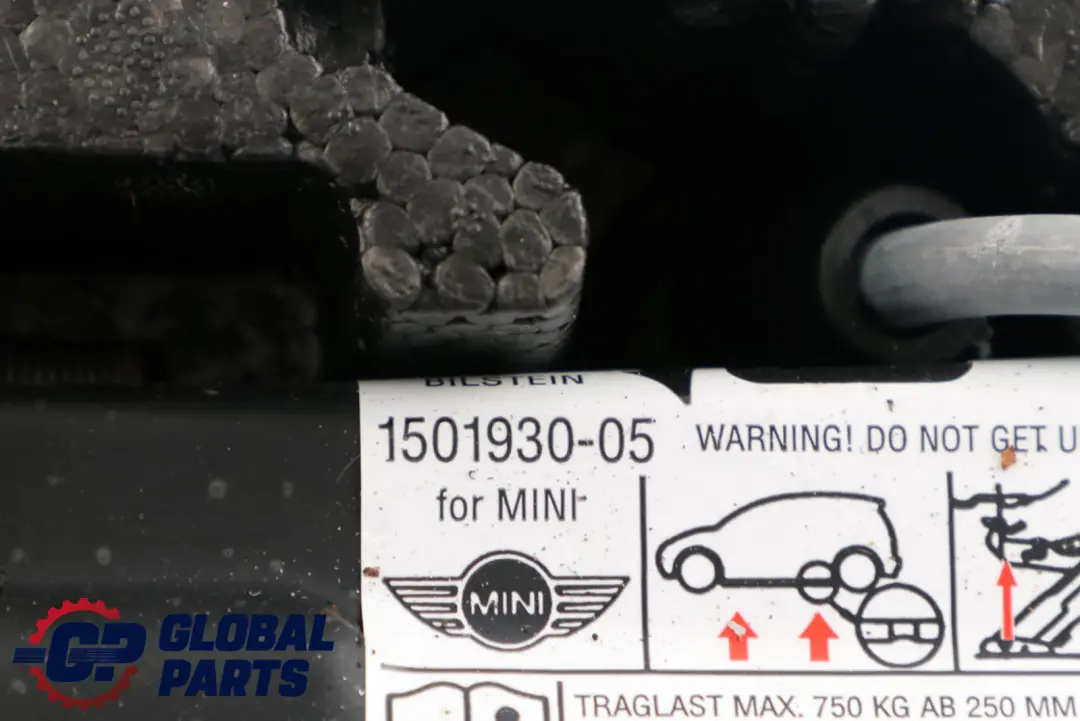 BILSTEIN
1501930-05
WARNING! DO NOT GET U
for MINI
MINI
TRAGLAST MAX. 750 KG AB 250 MM
GP GLOBAL
PARTS